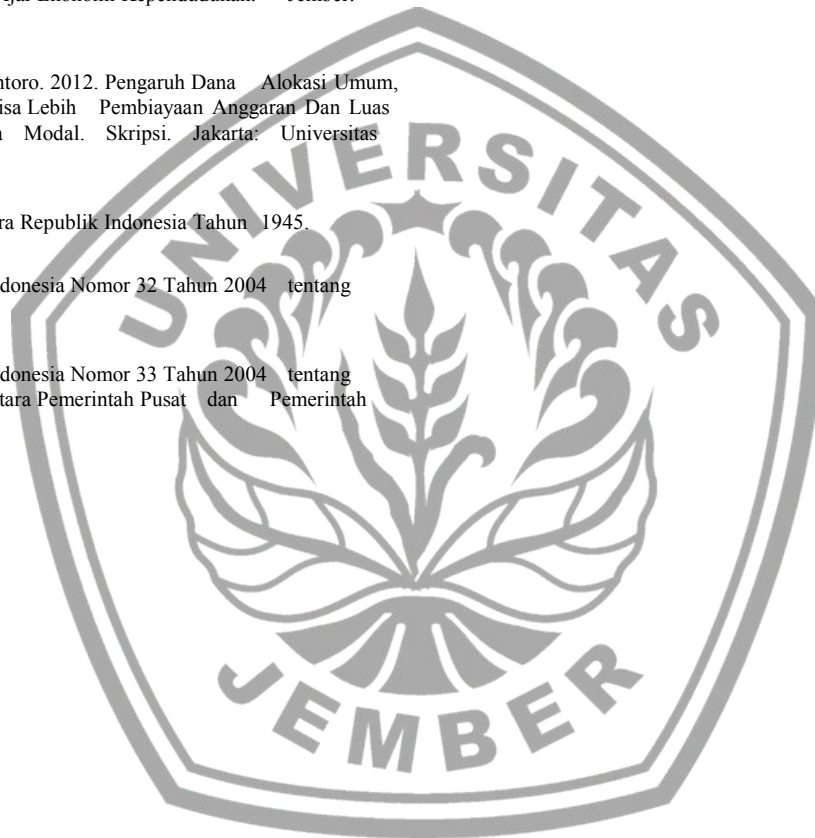 Ajar Ekonomi Kependudukan. Jember:
ntoro. 2012. Pengaruh Dana Alokasi Umum,
isa Lebih Pembiayaan Anggaran Dan Luas
a Modal. Skripsi. Jakarta: Universitas
ra Republik Indonesia Tahun 1945.
donesia Nomor 32 Tahun 2004 tentang
donesia Nomor 33 Tahun 2004 tentang
tara Pemerintah Pusat dan Pemerintah
UNIVERSITAS
JEMBER